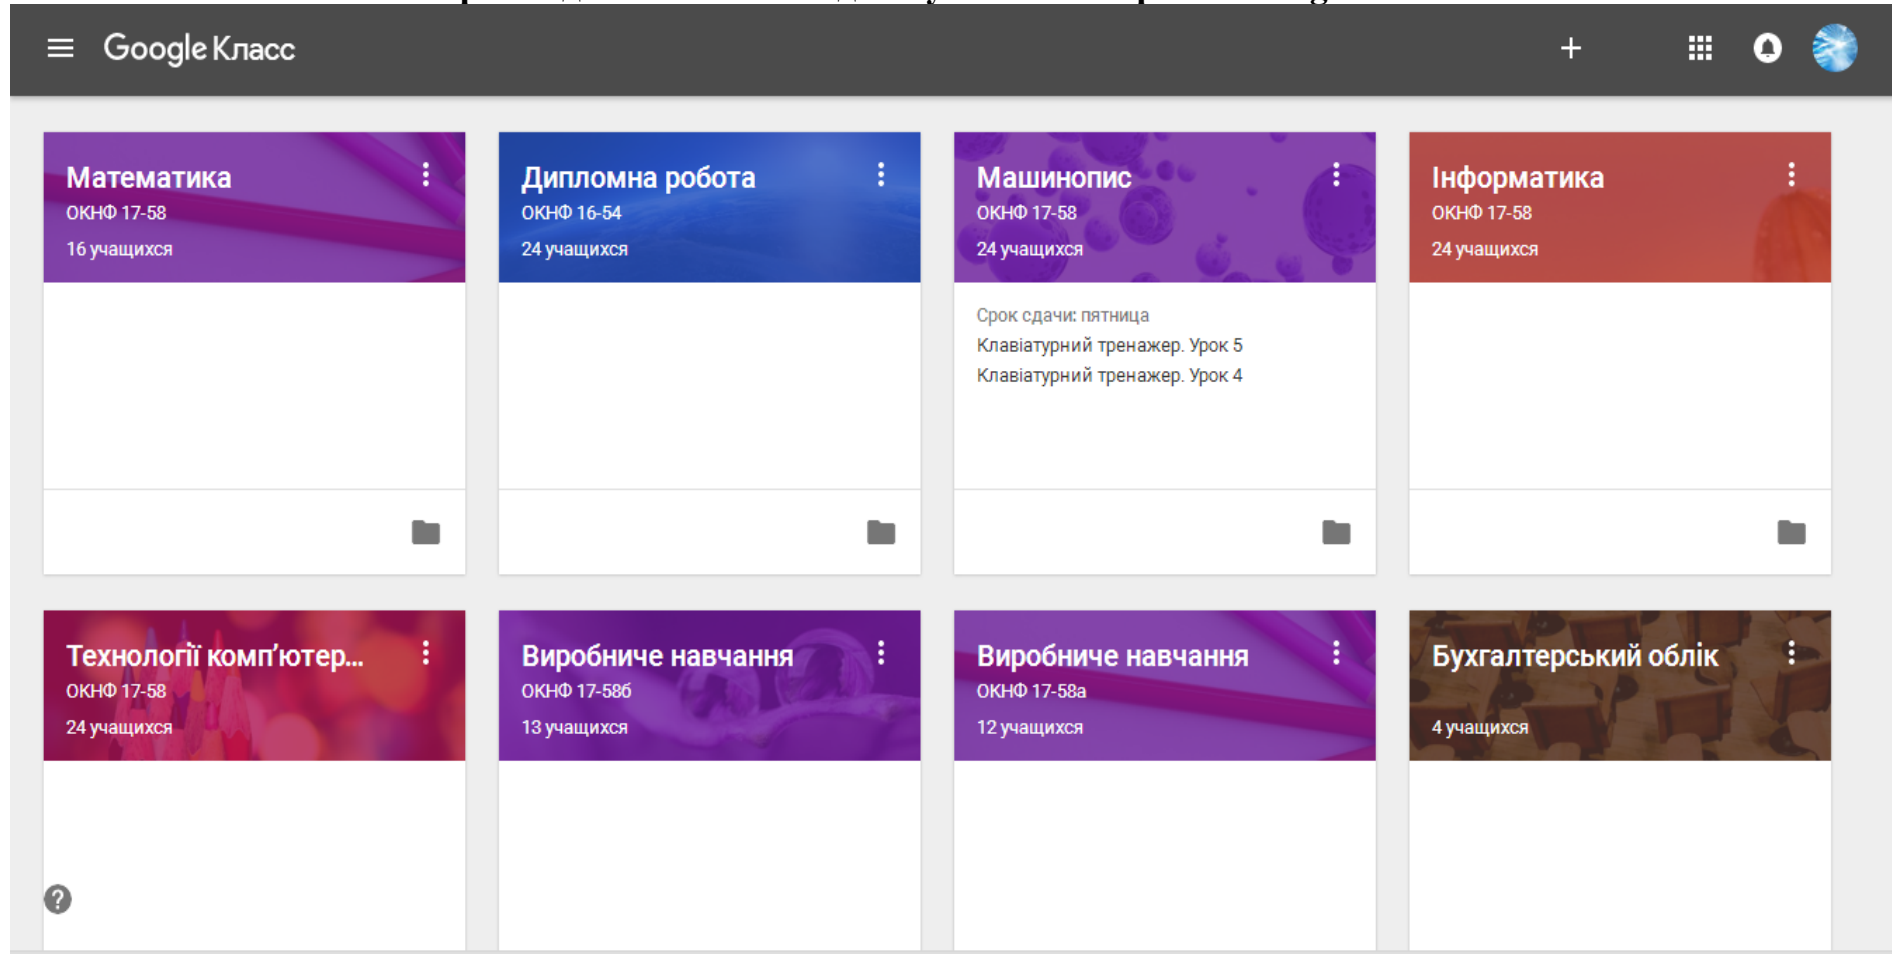 Google Класс
Математика
ОКНФ 17-58
16 учащихся
Дипломна робота
ОКНФ 16-54
24 учащихся
Машинопис
ОКНФ 17-58
24 учащихся
Срок сдачи: пятница
Клавіатурний тренажер. Урок 5
Клавіатурний тренажер. Урок 4
Інформатика
ОКНФ 17-58
24 учащихся
Технології комп'ютер...
ОКНФ 17-58
24 учащихся
Виробниче навчання
ОКНФ 17-58б
13 учащихся
Виробниче навчання
ОКНФ 17-58а
12 учащихся
Бухгалтерський облік
4 учащихся